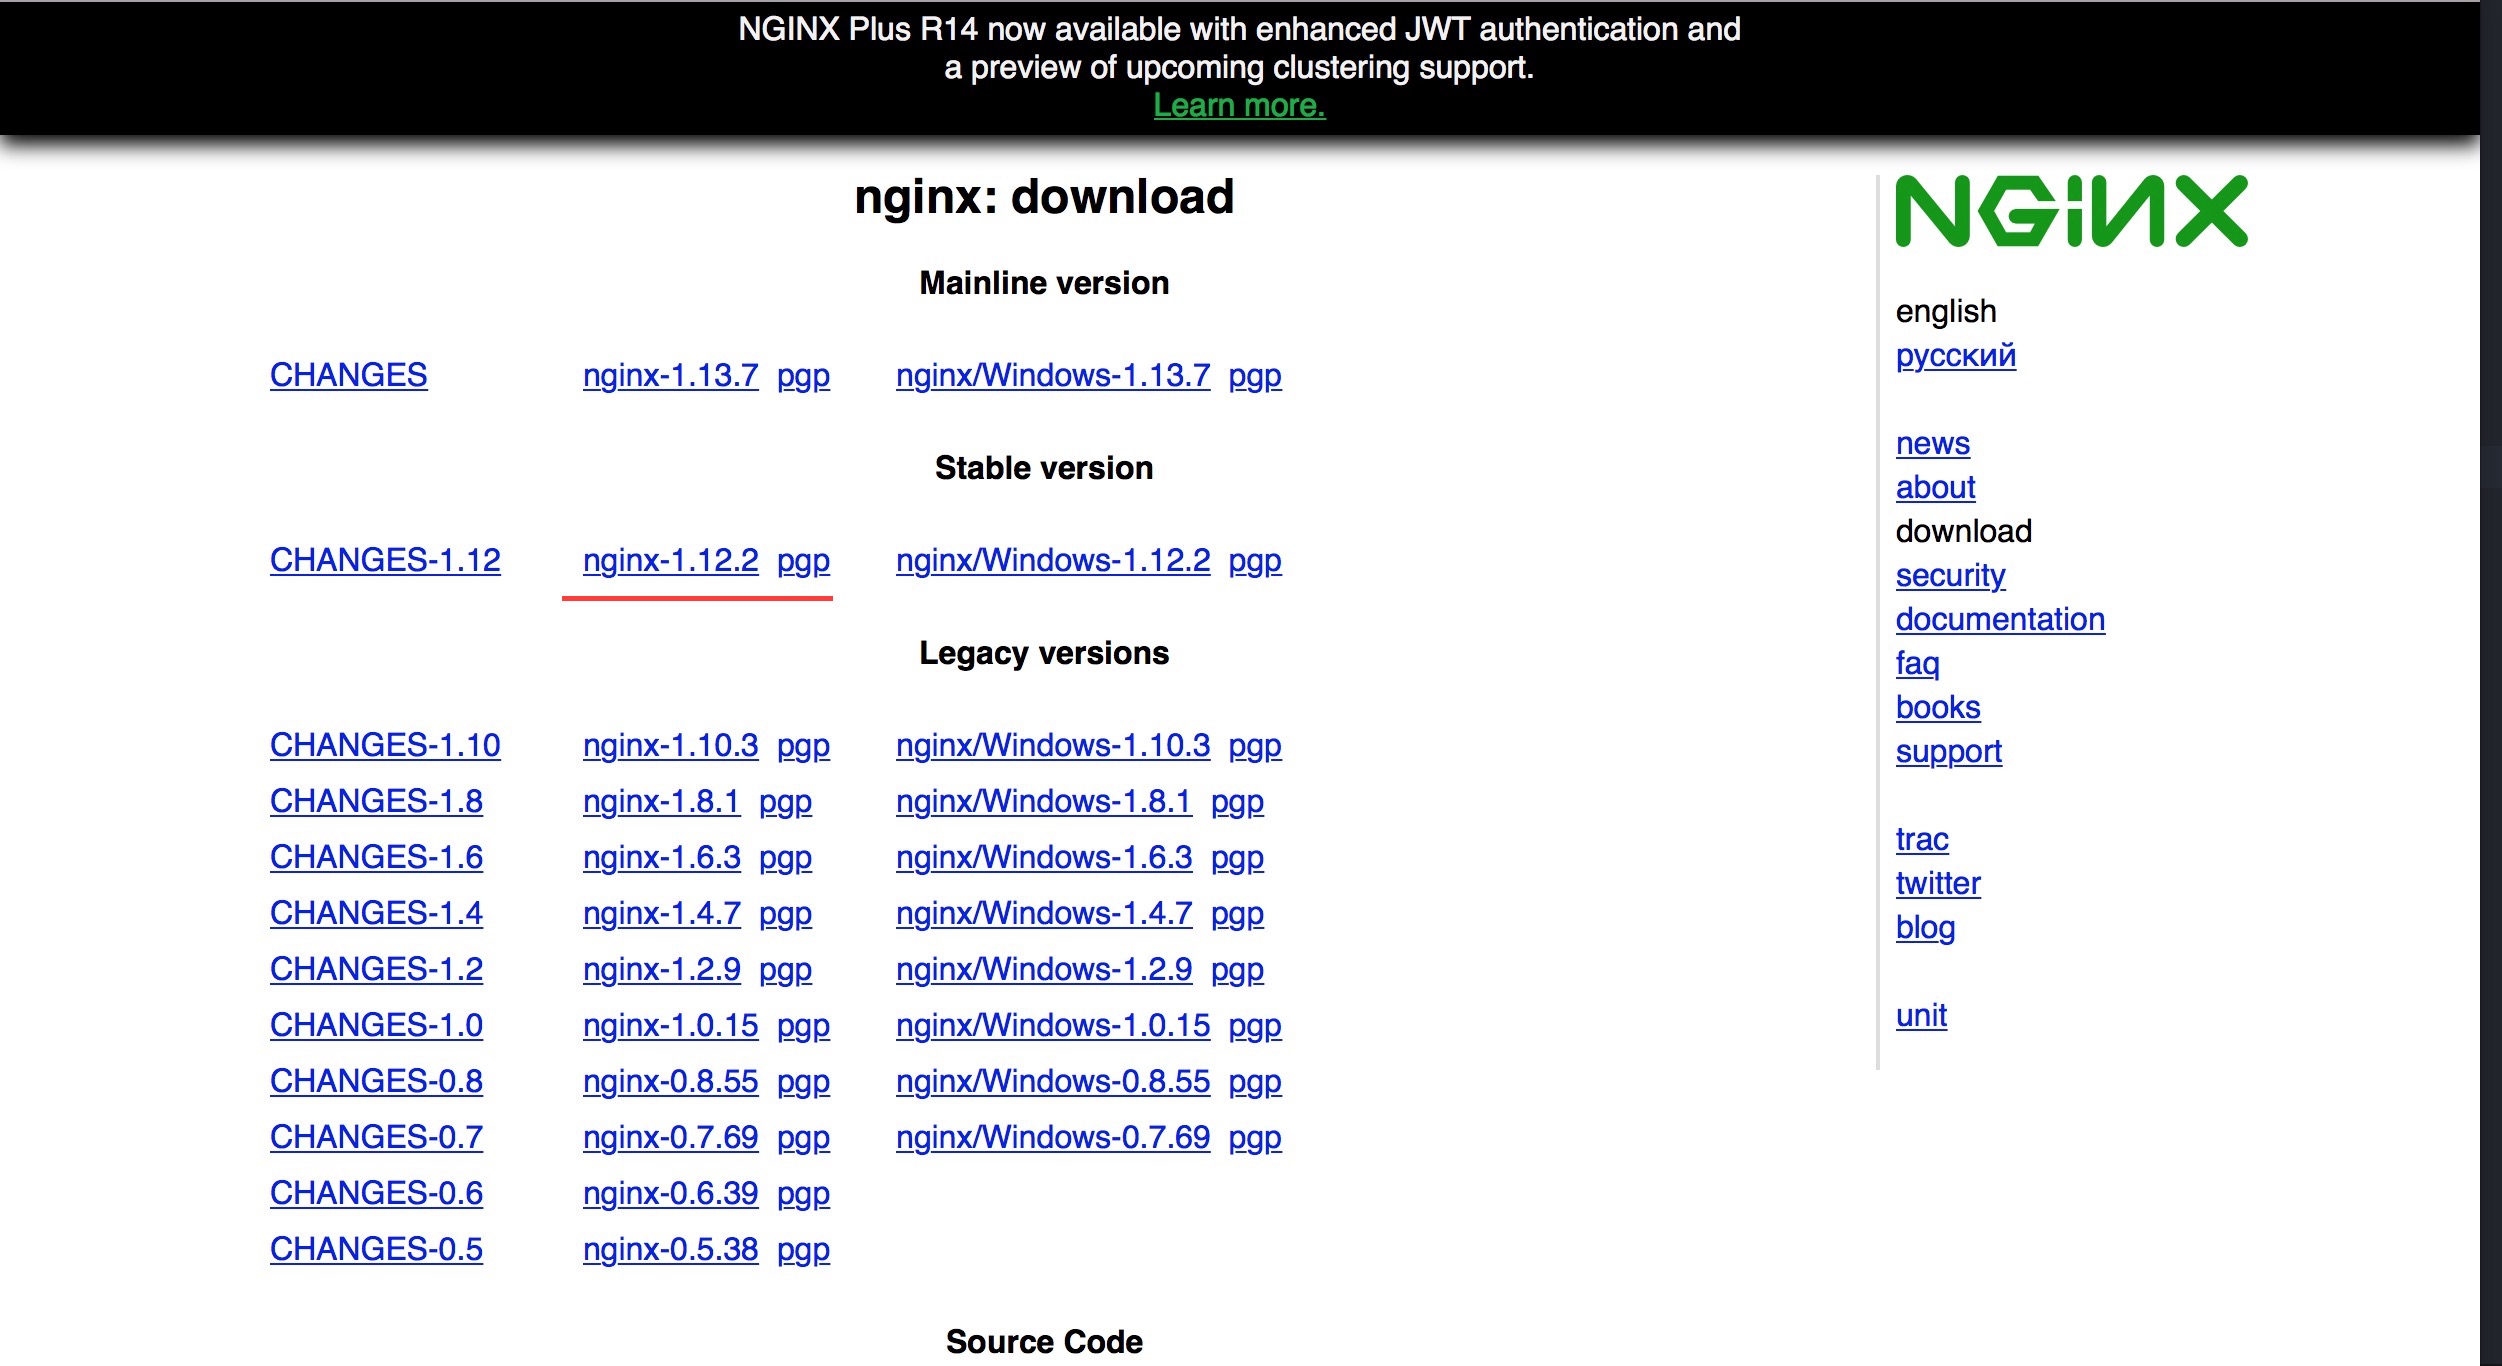 NGINX Plus R14 now available with enhanced JWT authentication and
a preview of upcoming clustering support.
Learn more.
nginx: download
Mainline version
CHANGES nginx-1.13.7 pgp nginx/Windows-1.13.7 pgp
Stable version
CHANGES-1.12 nginx-1.12.2 pgp nginx/Windows-1.12.2 pgp
Legacy versions
CHANGES-1.10 nginx-1.10.3 pgp nginx/Windows-1.10.3 pgp
CHANGES-1.8 nginx-1.8.1 pgp nginx/Windows-1.8.1 pgp
CHANGES-1.6 nginx-1.6.3 pgp nginx/Windows-1.6.3 pgp
CHANGES-1.4 nginx-1.4.7 pgp nginx/Windows-1.4.7 pgp
CHANGES-1.2 nginx-1.2.9 pgp nginx/Windows-1.2.9 pgp
CHANGES-1.0 nginx-1.0.15 pgp nginx/Windows-1.0.15 pgp
CHANGES-0.8 nginx-0.8.55 pgp nginx/Windows-0.8.55 pgp
CHANGES-0.7 nginx-0.7.69 pgp nginx/Windows-0.7.69 pgp
CHANGES-0.6 nginx-0.6.39 pgp
CHANGES-0.5 nginx-0.5.38 pgp
Source Code
NGiNX
english
русский
news
about
download
security
documentation
faq
books
support
trac
twitter
blog
unit